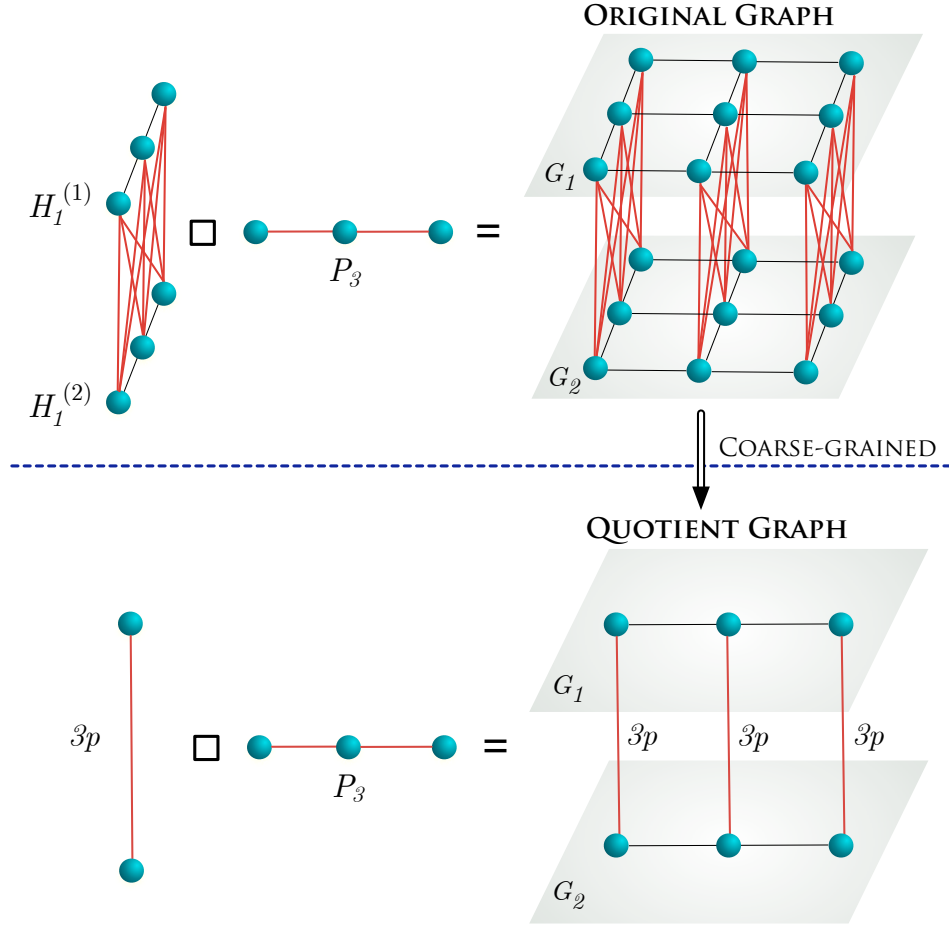 ORIGINAL GRAPH
H₁⁽¹⁾
G₁
□
=
P₃
G₂
H₁⁽²⁾
COARSE-GRAINED
QUOTIENT GRAPH
G₁
3p
□
=
3p
3p
3p
P₃
G₂